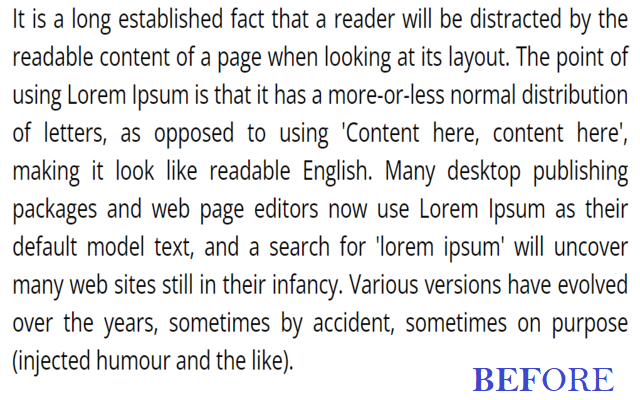 It is a long established fact that a reader will be distracted by the
readable content of a page when looking at its layout. The point of
using Lorem Ipsum is that it has a more-or-less normal distribution
of letters, as opposed to using 'Content here, content here',
making it look like readable English. Many desktop publishing
packages and web page editors now use Lorem Ipsum as their
default model text, and a search for 'lorem ipsum' will uncover
many web sites still in their infancy. Various versions have evolved
over the years, sometimes by accident, sometimes on purpose
(injected humour and the like).
BEFORE